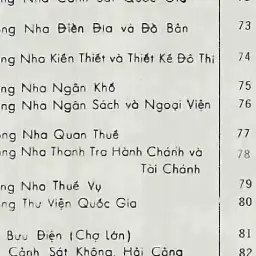 ng Nha Cảnh Sát Quốc Gia
ng Nha Điền Địa và Đồ Bản 73
ng Nha Kiến Thiết và Thiết Kế Đô Thị 74
ng Nha Ngân Khố 75
ng Nha Ngân Sách và Ngoại Viện 76
ng Nha Quan Thuế 77
ng Nha Thanh Tra Hành Chánh và 78
Tài Chánh
ng Nha Thuế Vụ 79
ng Thư Viện Quốc Gia 80
Bưu Điện (Chợ lớn) 81
Cảnh Sát Không, Hải Cảng 82